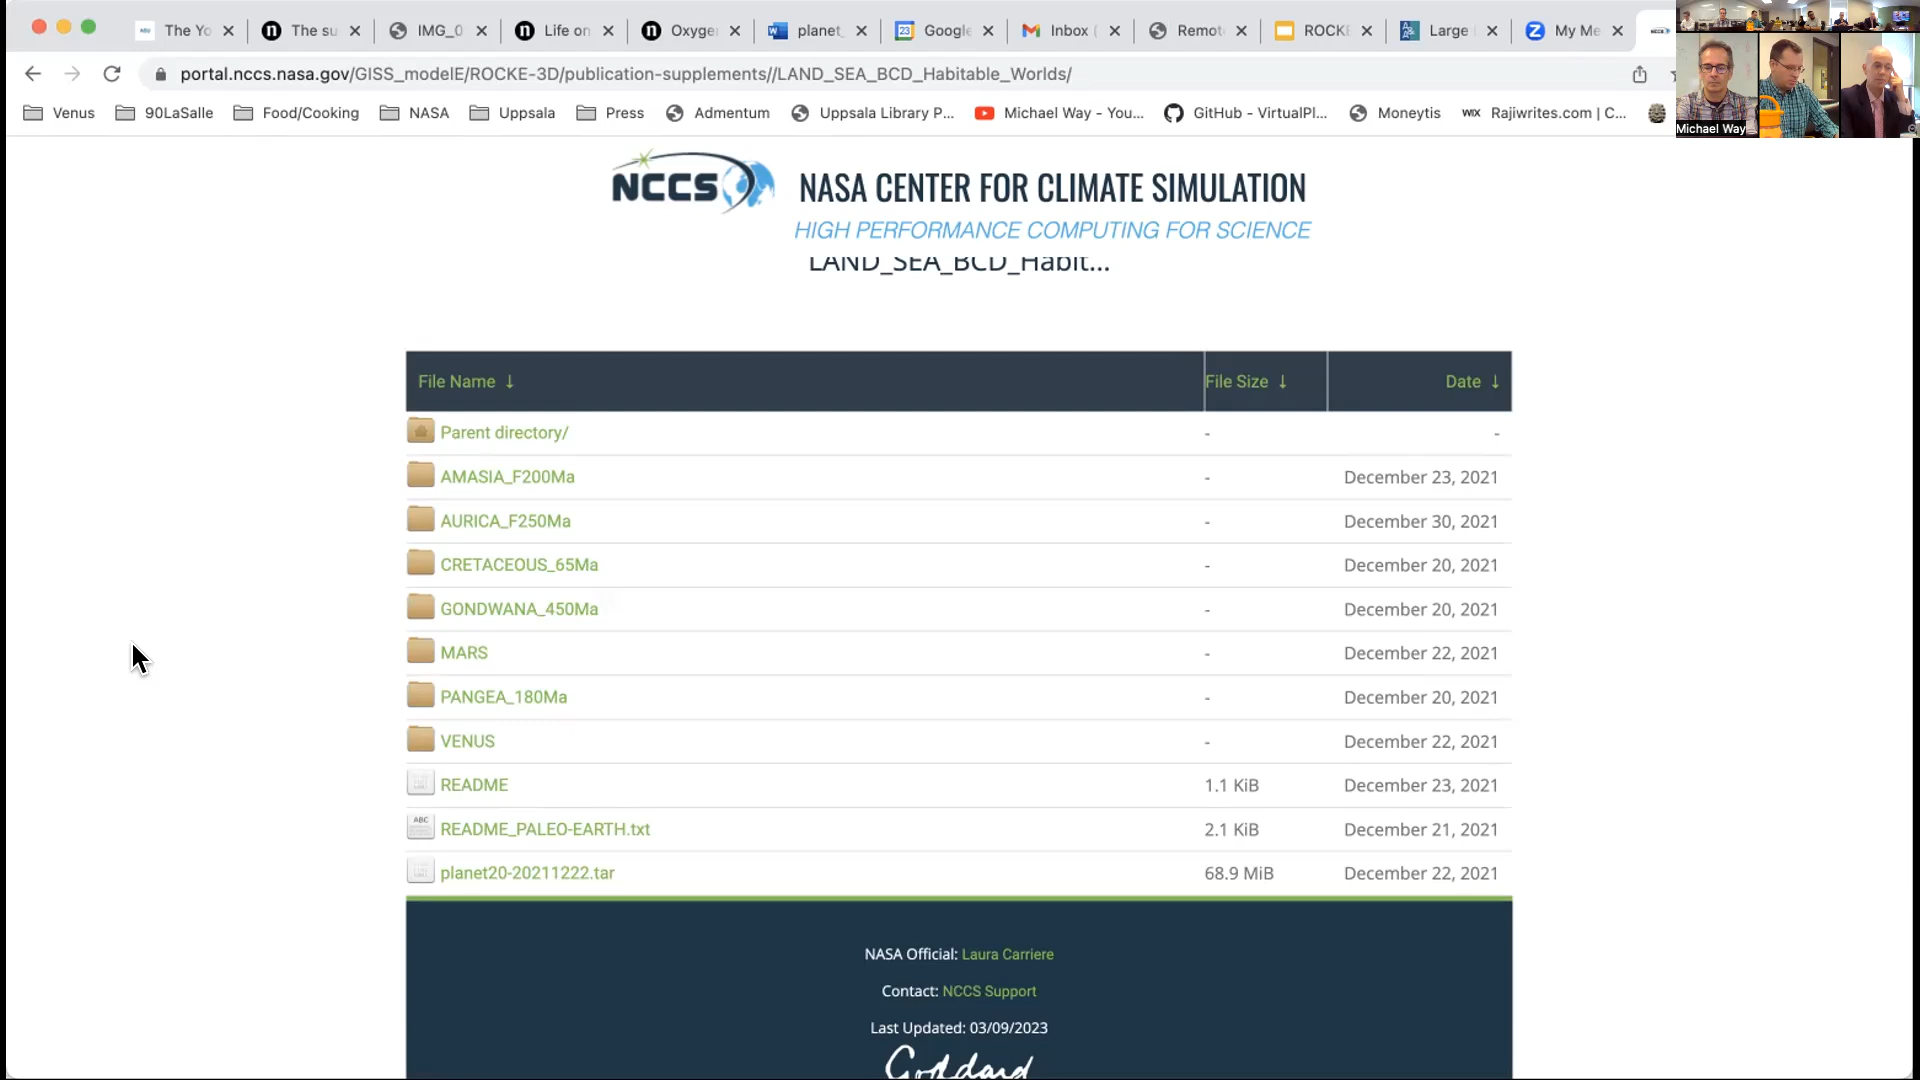 The Yo
The su
IMG_0
Life on
Oxyge
planet_
Google
Inbox (
Remot
ROCKE
Large
My Me
portal.nccs.nasa.gov/GISS_modelE/ROCKE-3D/publication-supplements//LAND_SEA_BCD_Habitable_Worlds/
Venus
90LaSalle
Food/Cooking
NASA
Uppsala
Press
Admentum
Uppsala Library P...
Michael Way - You...
GitHub - VirtualPl...
Moneytis
WIX
Rajiwrites.com | C...
Michael Way
NCCS
NASA CENTER FOR CLIMATE SIMULATION
HIGH PERFORMANCE COMPUTING FOR SCIENCE
LAND_SEA_BCD_Habit...
File Name ↓ File Size ↓ Date ↓
Parent directory/ - -
AMASIA_F200Ma - December 23, 2021
AURICA_F250Ma - December 30, 2021
CRETACEOUS_65Ma - December 20, 2021
GONDWANA_450Ma - December 20, 2021
MARS - December 22, 2021
PANGEA_180Ma - December 20, 2021
VENUS - December 22, 2021
README 1.1 KiB December 23, 2021
ABC
README_PALEO-EARTH.txt 2.1 KiB December 21, 2021
planet20-20211222.tar 68.9 MiB December 22, 2021
NASA Official: Laura Carriere
Contact: NCCS Support
Last Updated: 03/09/2023
Goddard